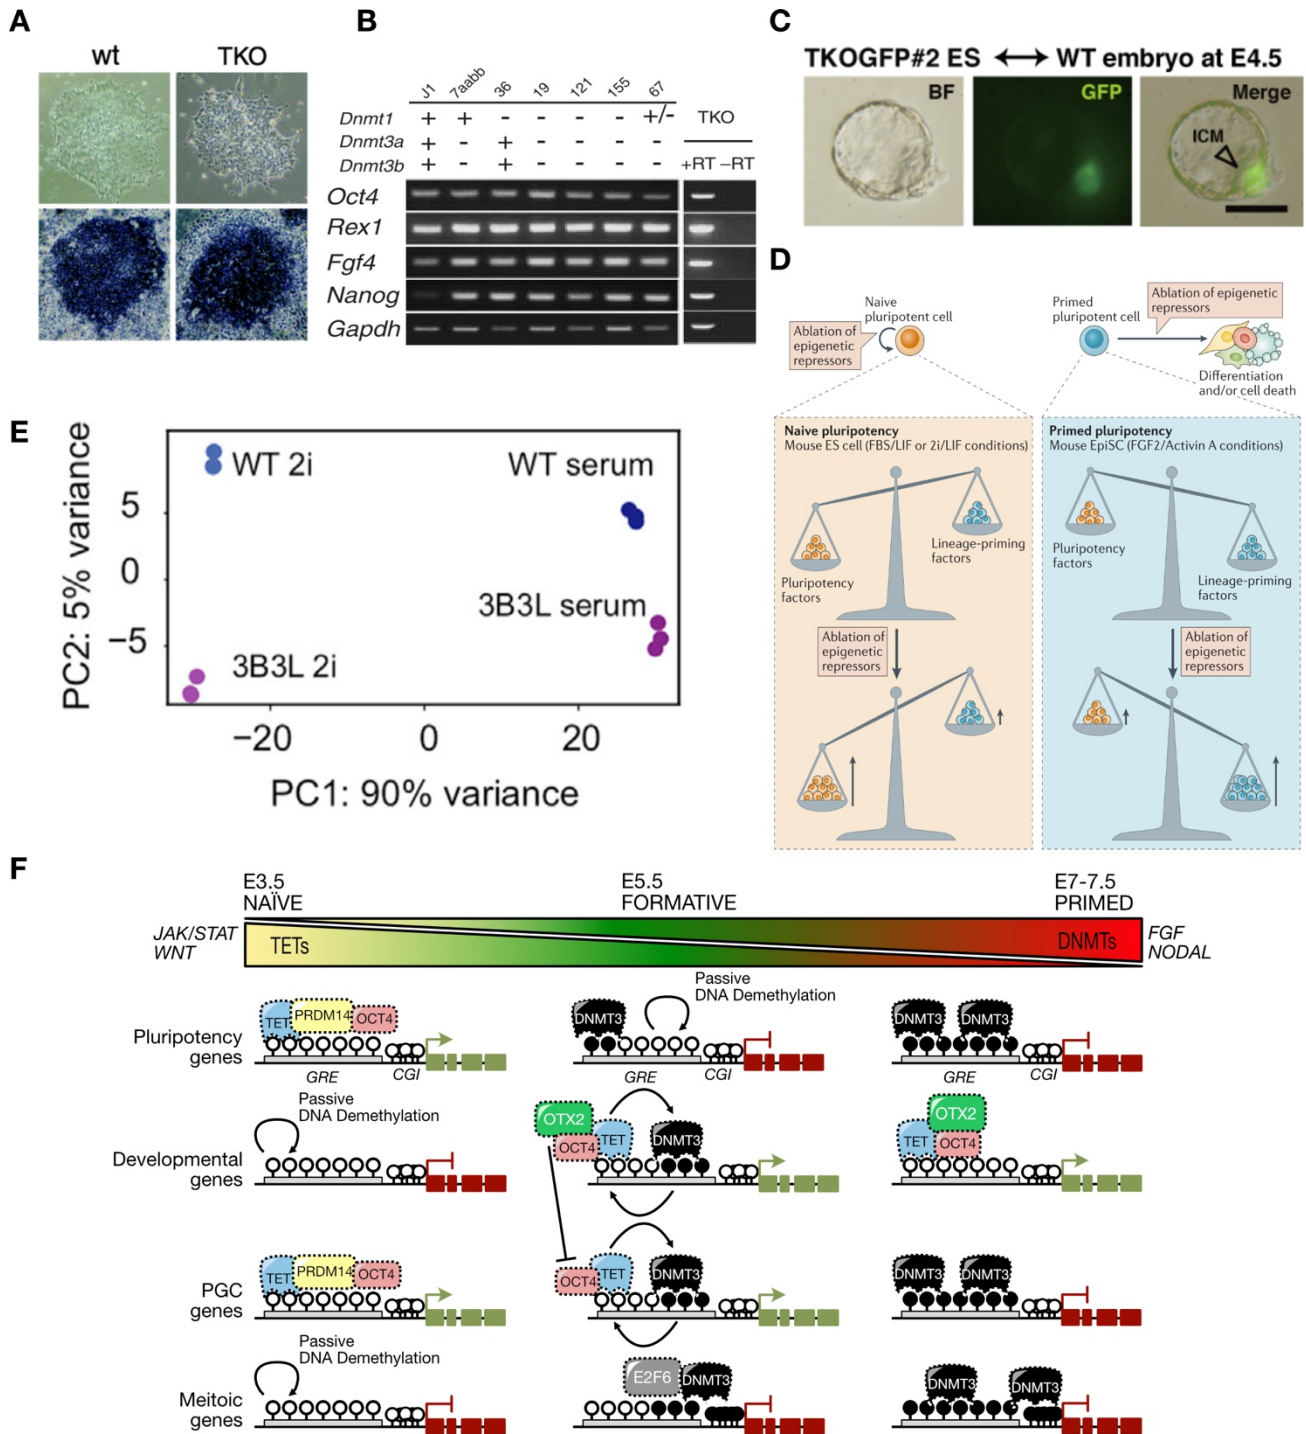 A
wt
TKO
B
J1
7aabb
36
19
121
155
67
Dnmt1 + + - - - - +/-
Dnmt3a + - + - - - -
Dnmt3b + - + - - - -
TKO
+RT –RT
Oct4
Rex1
Fgf4
Nanog
Gapdh
C
TKOGFP#2 ES ⟷ WT embryo at E4.5
BF
GFP
Merge
ICM
D
Naive
pluripotent cell
Ablation of
epigenetic
repressors
Primed
pluripotent cell
Ablation of epigenetic
repressors
Differentiation
and/or cell death
Naive pluripotency
Mouse ES cell (FBS/LIF or 2i/LIF conditions)
Lineage-priming
factors
Pluripotency
factors
Ablation of
epigenetic
repressors
Primed pluripotency
Mouse EpiSC (FGF2/Activin A conditions)
Pluripotency
factors
Lineage-priming
factors
Ablation of
epigenetic
repressors
E
WT 2i
WT serum
3B3L serum
3B3L 2i
PC2: 5% variance
5
0
−5
−20
0
20
PC1: 90% variance
F
E3.5
NAÏVE
E5.5
FORMATIVE
E7-7.5
PRIMED
JAK/STAT
WNT
TETs
DNMTs
FGF
NODAL
Pluripotency
genes
TET
PRDM14
OCT4
GRE
CGI
DNMT3
Passive
DNA Demethylation
GRE
CGI
DNMT3
DNMT3
GRE
CGI
Developmental
genes
Passive
DNA Demethylation
OTX2
OCT4
TET
DNMT3
OTX2
TET
OCT4
PGC
genes
TET
PRDM14
OCT4
OCT4
TET
DNMT3
DNMT3
DNMT3
Meitoic
genes
Passive
DNA Demethylation
E2F6
DNMT3
DNMT3
DNMT3